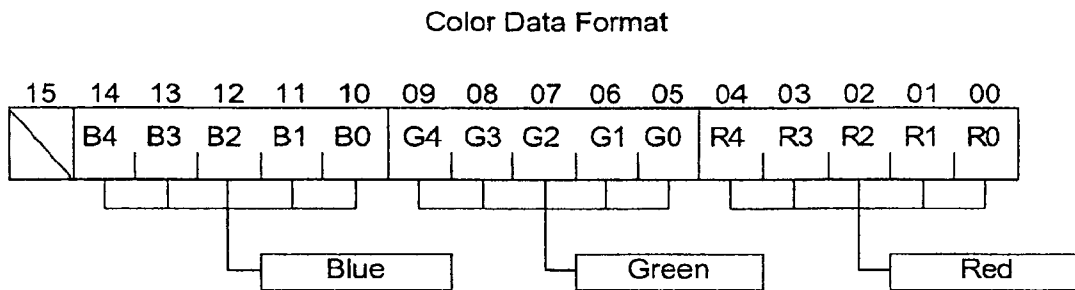 Color Data Format
15 14 13 12 11 10 09 08 07 06 05 04 03 02 01 00
B4 B3 B2 B1 B0 G4 G3 G2 G1 G0 R4 R3 R2 R1 R0
Blue Green Red